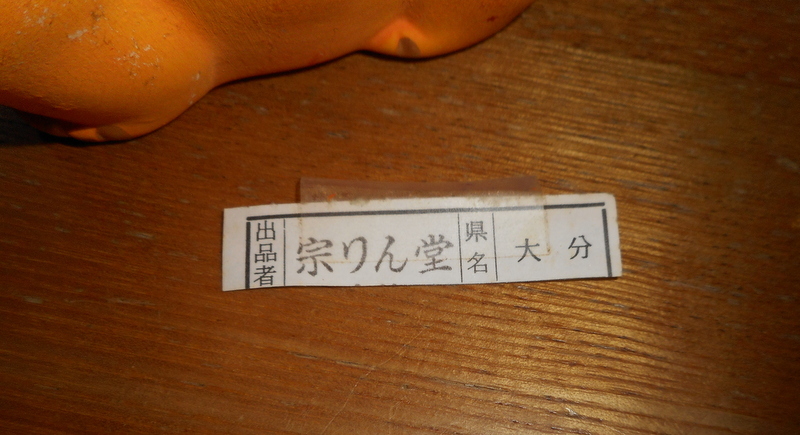 出品者 宗りん堂 県名 大分